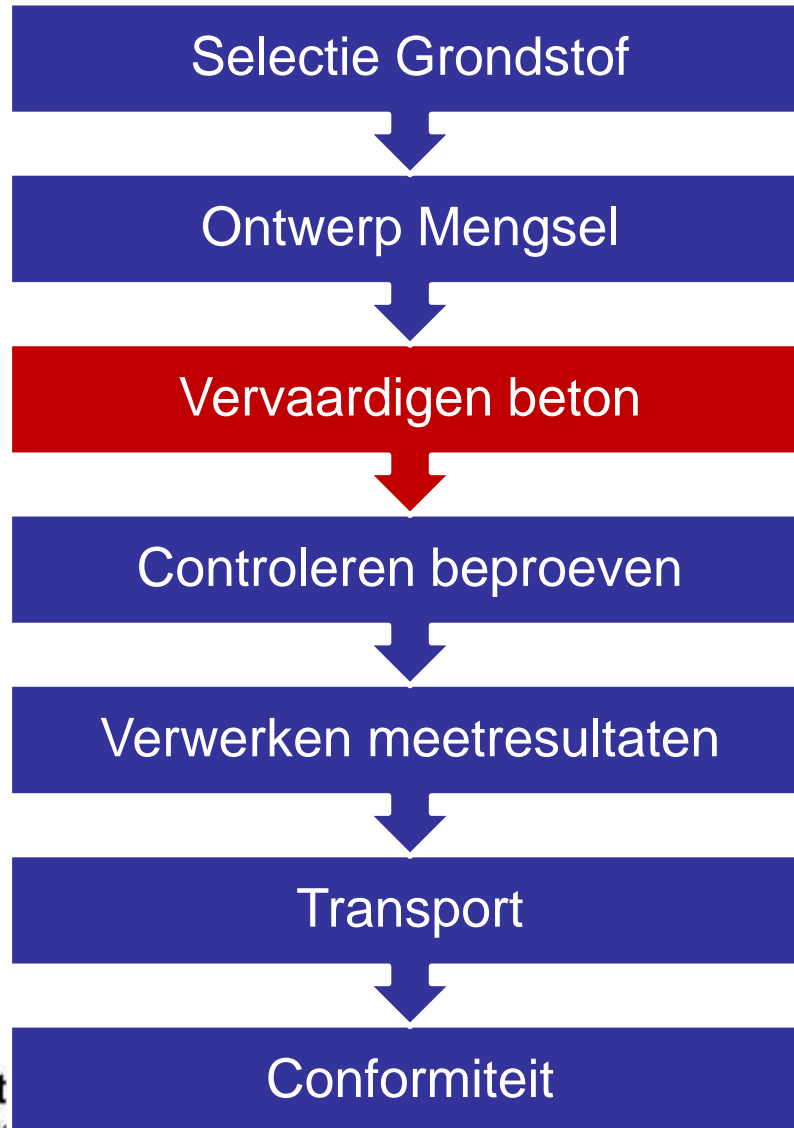 Selectie Grondstof
Ontwerp Mengsel
Vervaardigen beton
Controleren beproeven
Verwerken meetresultaten
Transport
Conformiteit